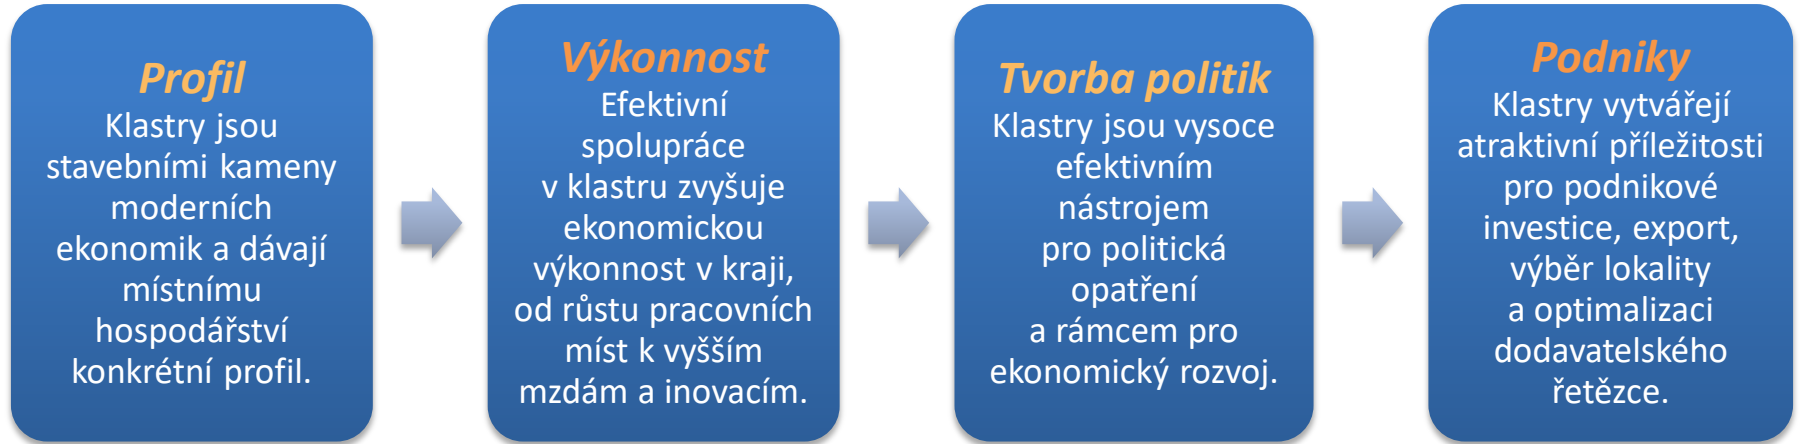 Profil
Klastry jsou
stavebními kameny
moderních
ekonomik a dávají
místnímu
hospodářství
konkrétní profil.
Výkonnost
Efektivní
spolupráce
v klastru zvyšuje
ekonomickou
výkonnost v kraji,
od růstu pracovních
míst k vyšším
mzdám a inovacím.
Tvorba politik
Klastry jsou vysoce
efektivním
nástrojem
pro politická
opatření
a rámcem pro
ekonomický rozvoj.
Podniky
Klastry vytvářejí
atraktivní příležitosti
pro podnikové
investice, export,
výběr lokality
a optimalizaci
dodavatelského
řetězce.